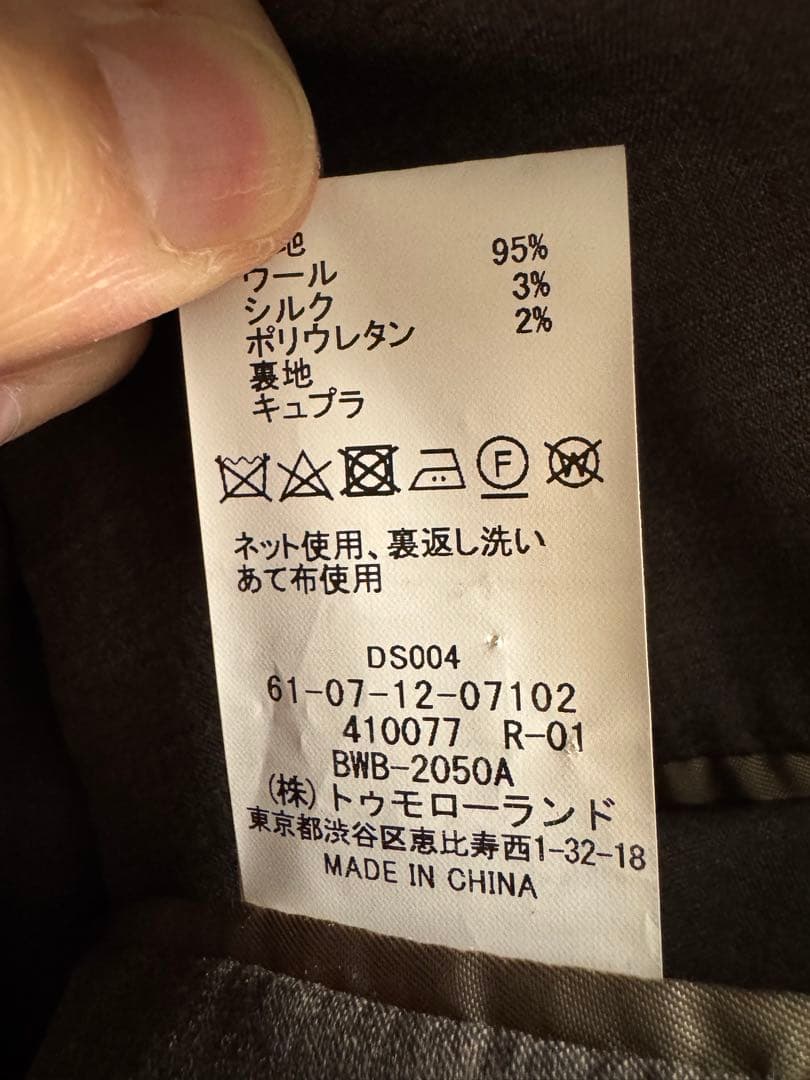 地 95%
ウール 3%
シルク 2%
ポリウレタン
裏地
キュプラ
F W
ネット使用、裏返し洗い
あて布使用
DS004
61-07-12-07102
410077 R-01
BWB-2050A
(株)トゥモローランド
東京都渋谷区恵比寿西1-32-18
MADE IN CHINA